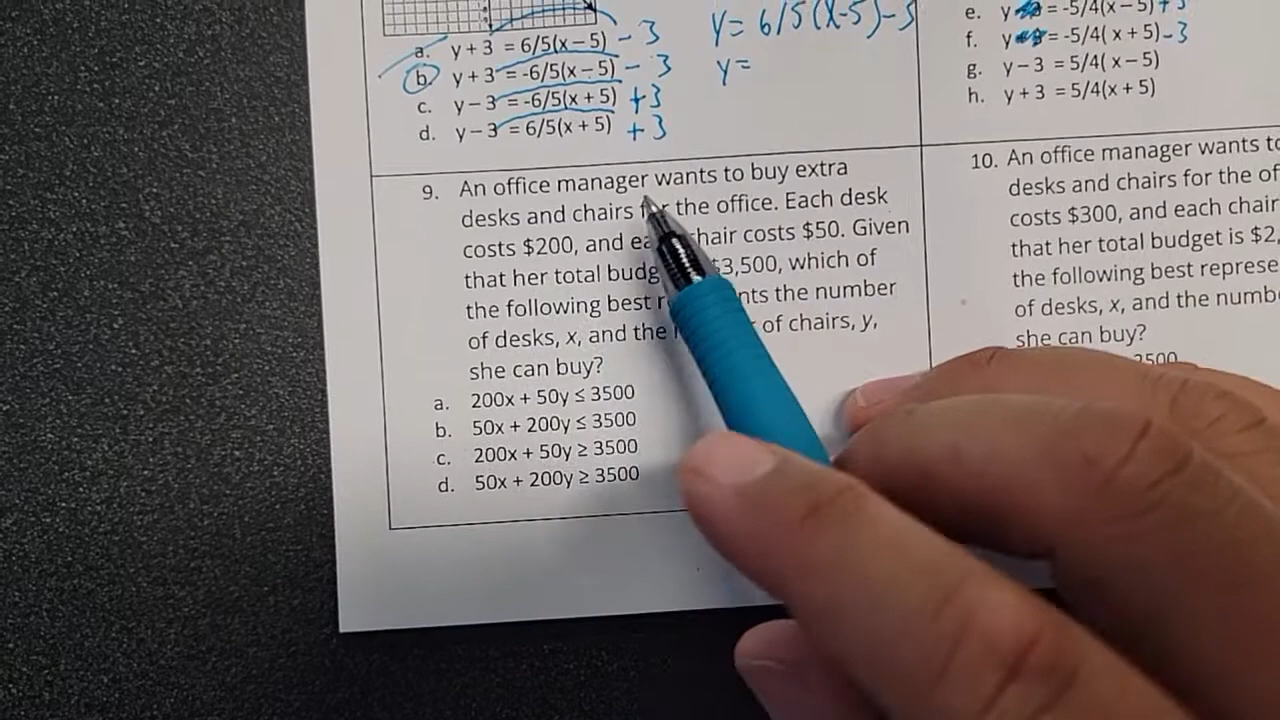 a. y + 3 = 6/5(x – 5) - 3
b. y + 3 = -6/5(x – 5) - 3
c. y – 3 = -6/5(x + 5) + 3
d. y – 3 = 6/5(x + 5) + 3
y = 6/5(x-5)-3
y =
e. y = -5/4(x – 5)+3
f. y = -5/4( x + 5)-3
g. y – 3 = 5/4( x – 5)
h. y + 3 = 5/4(x + 5)
9. An office manager wants to buy extra
desks and chairs for the office. Each desk
costs $200, and chair costs $50. Given
that her total $3,500, which of
the following best the number
of desks, x, and the of chairs, y,
she can buy?
a. 200x + 50y ≤ 3500
b. 50x + 200y ≤ 3500
c. 200x + 50y ≥ 3500
d. 50x + 200y ≥ 3500
10. An office manager wants to
desks and chairs for the
costs $300, and each chair
that her total budget is $2,
the following best
of desks, x, and the
she can buy?